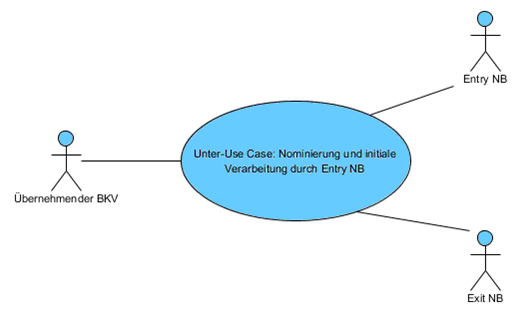 Entry NB
Unter-Use Case: Nominierung und initiale
Verarbeitung durch Entry NB
Übernehmender BKV
Exit NB